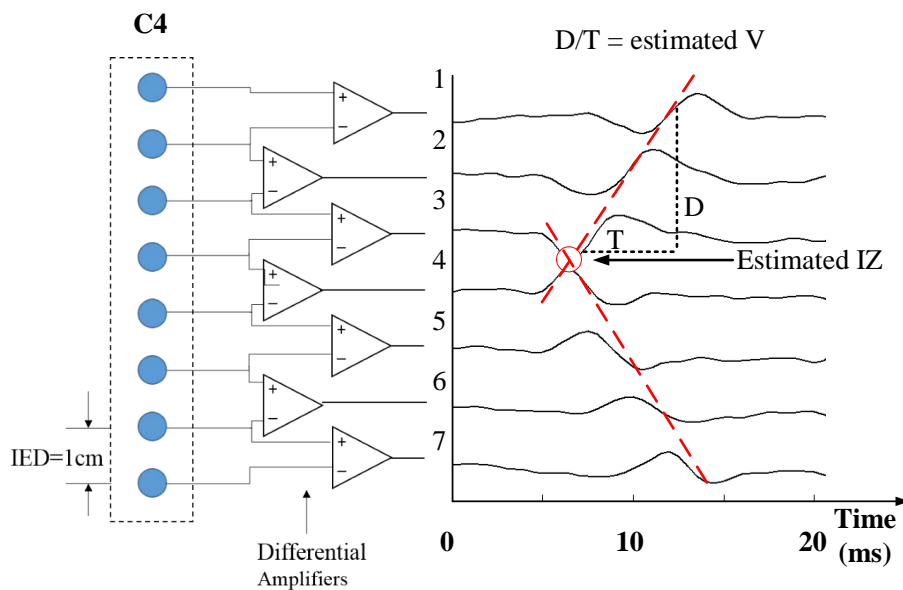 C4
D/T = estimated V
1
2
3
4
5
6
7
+
−
+
−
+
−
+
−
+
−
+
−
+
−
D
T
Estimated IZ
IED=1cm
Differential
Amplifiers
0
10
20
Time
(ms)